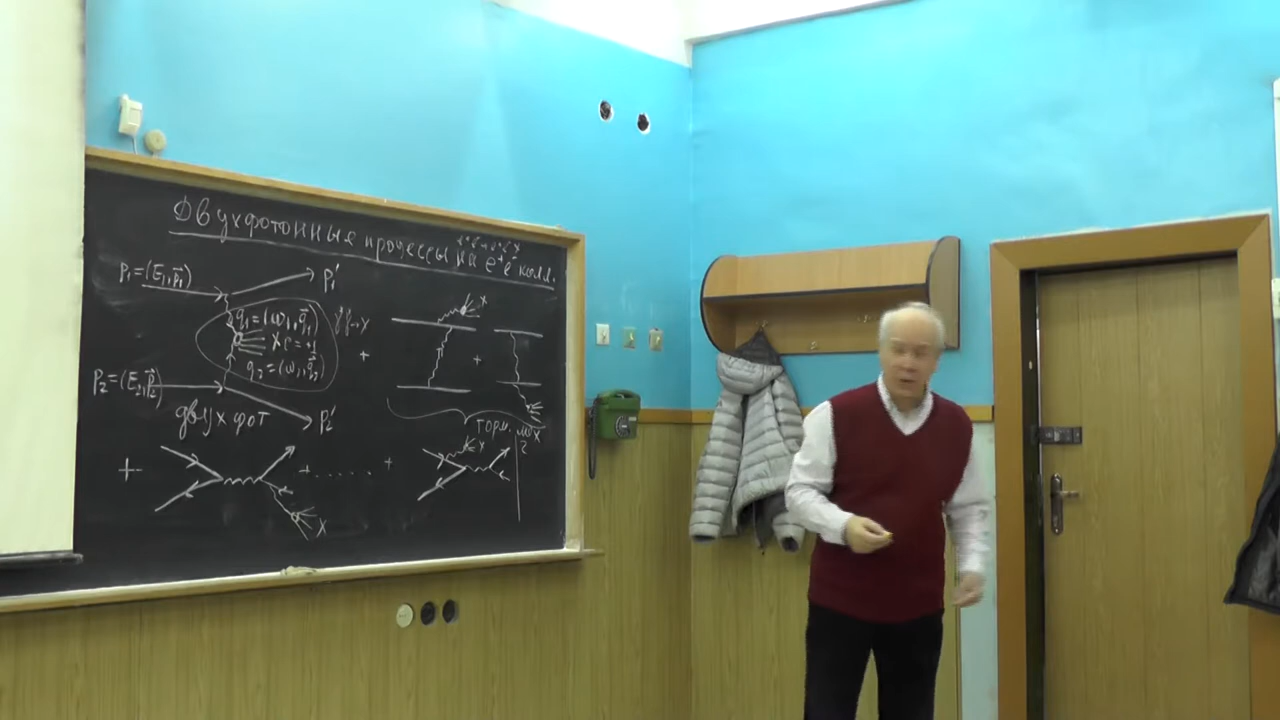 Двухфотонные процессы на e⁺e⁻ колл.
p₁=(E₁,p⃗₁)
p₁'
q₁=(ω₁,q⃗₁)
γγ→X
X C=+1
q₂=(ω₂,q⃗₂)
p₂=(E₂,p⃗₂)
p₂'
двух фот
+
X
+
торм.
+
X
+ . . . . . +
X